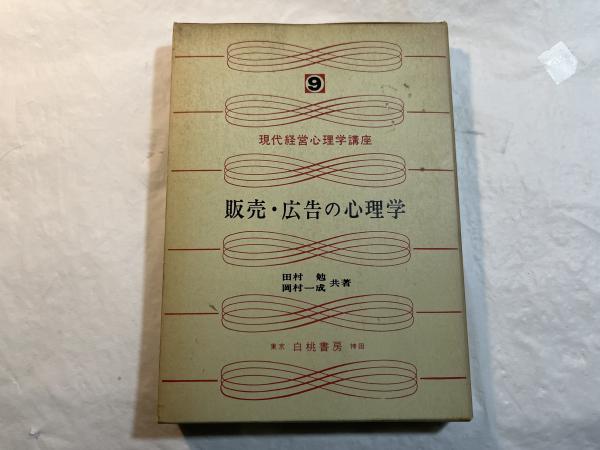 9
現代経営心理学講座
販売・広告の心理学
田村 勉
岡村一成 共著
東京 白桃書房 神田